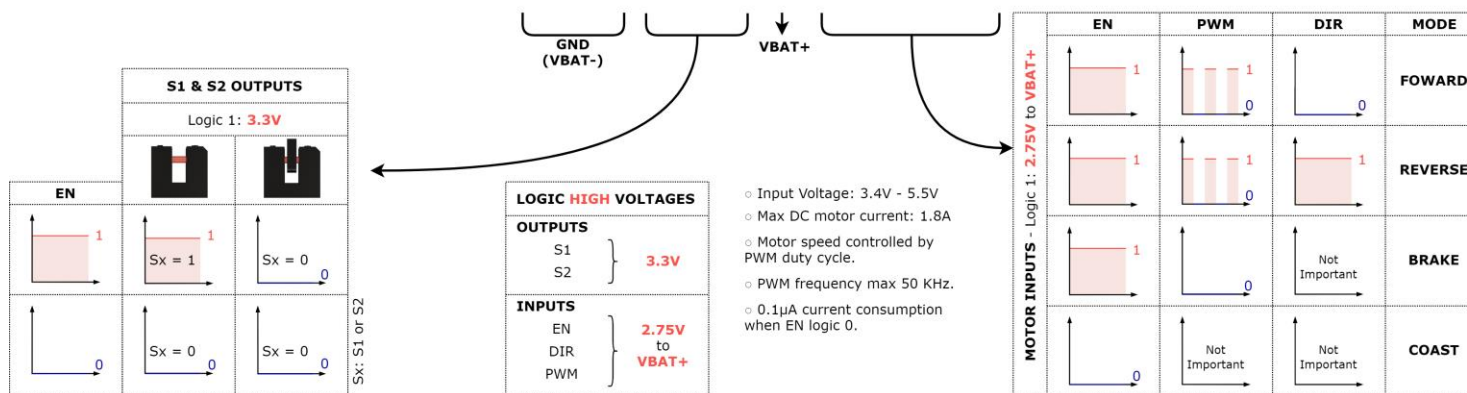 GND
(VBAT-)
VBAT+
S1 & S2 OUTPUTS
Logic 1: 3.3V
EN
1
1
Sx = 1
Sx = 0
0
0
Sx = 0
0
Sx = 0
0
Sx: S1 or S2
LOGIC HIGH VOLTAGES
OUTPUTS
S1
S2
3.3V
INPUTS
EN
DIR
PWM
2.75V
to
VBAT+
○ Input Voltage: 3.4V - 5.5V
○ Max DC motor current: 1.8A
○ Motor speed controlled by
PWM duty cycle.
○ PWM frequency max 50 KHz.
○ 0.1µA current consumption
when EN logic 0.
MOTOR INPUTS - Logic 1: 2.75V to VBAT+
EN PWM DIR MODE
1
1
0
0
FOWARD
1
1
0
1
REVERSE
1
0
Not
Important
BRAKE
0
Not
Important
Not
Important
COAST